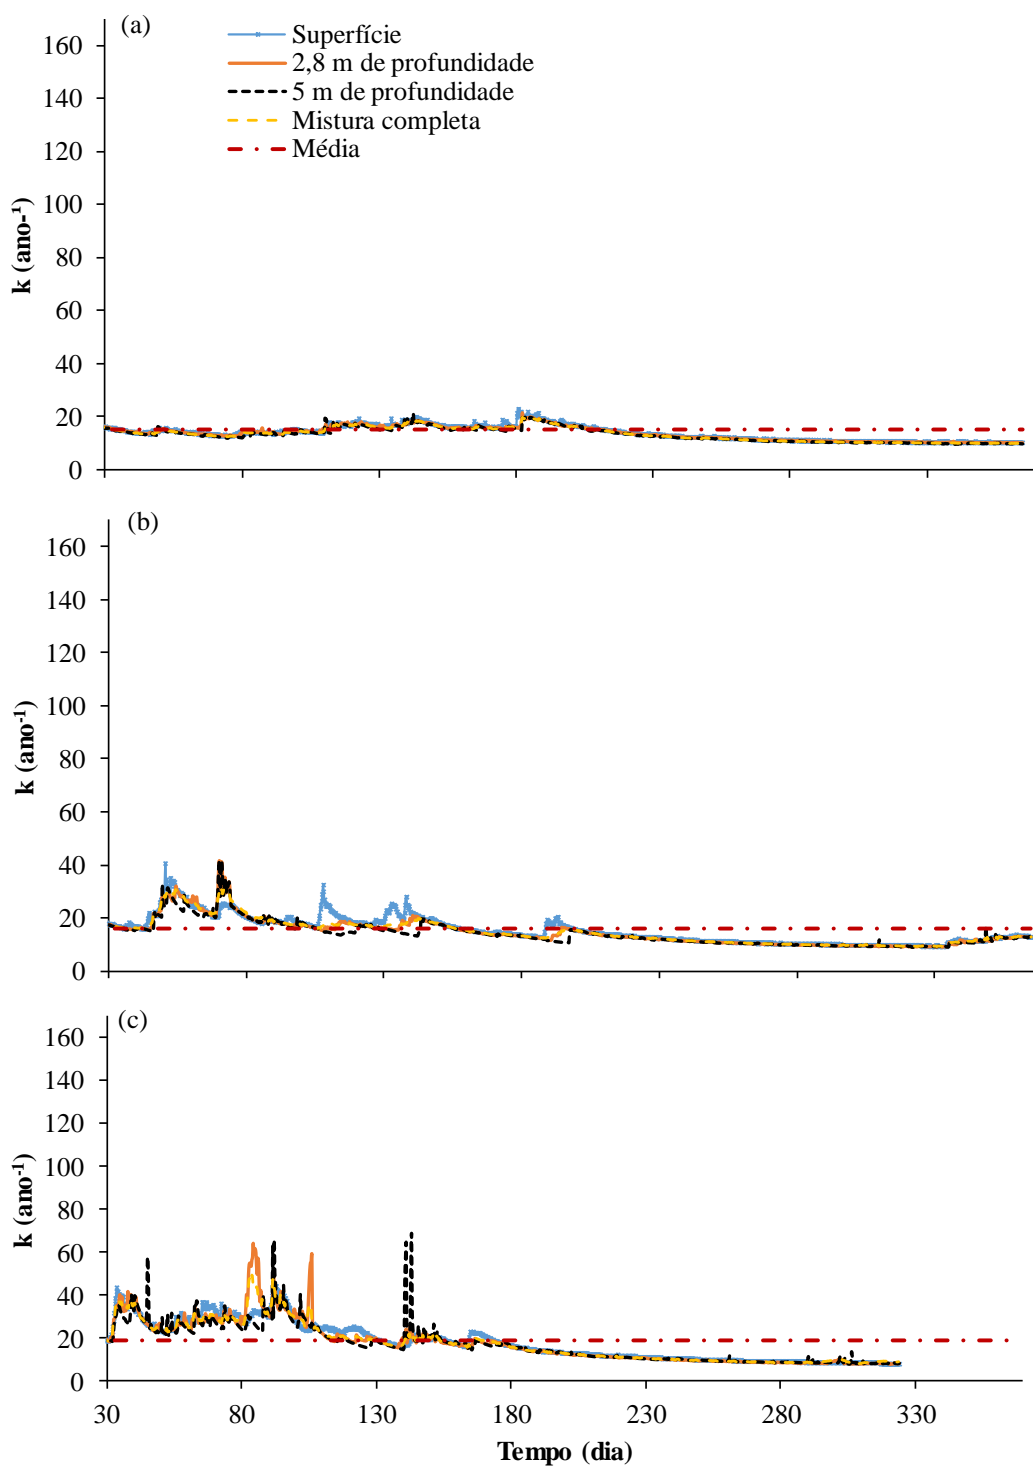 (a)
Superfície
2,8 m de profundidade
5 m de profundidade
Mistura completa
Média
160
140
120
100
80
60
40
20
0
k (ano-¹)
(b)
160
140
120
100
80
60
40
20
0
k (ano-¹)
(c)
160
140
120
100
80
60
40
20
0
k (ano-¹)
30 80 130 180 230 280 330
Tempo (dia)